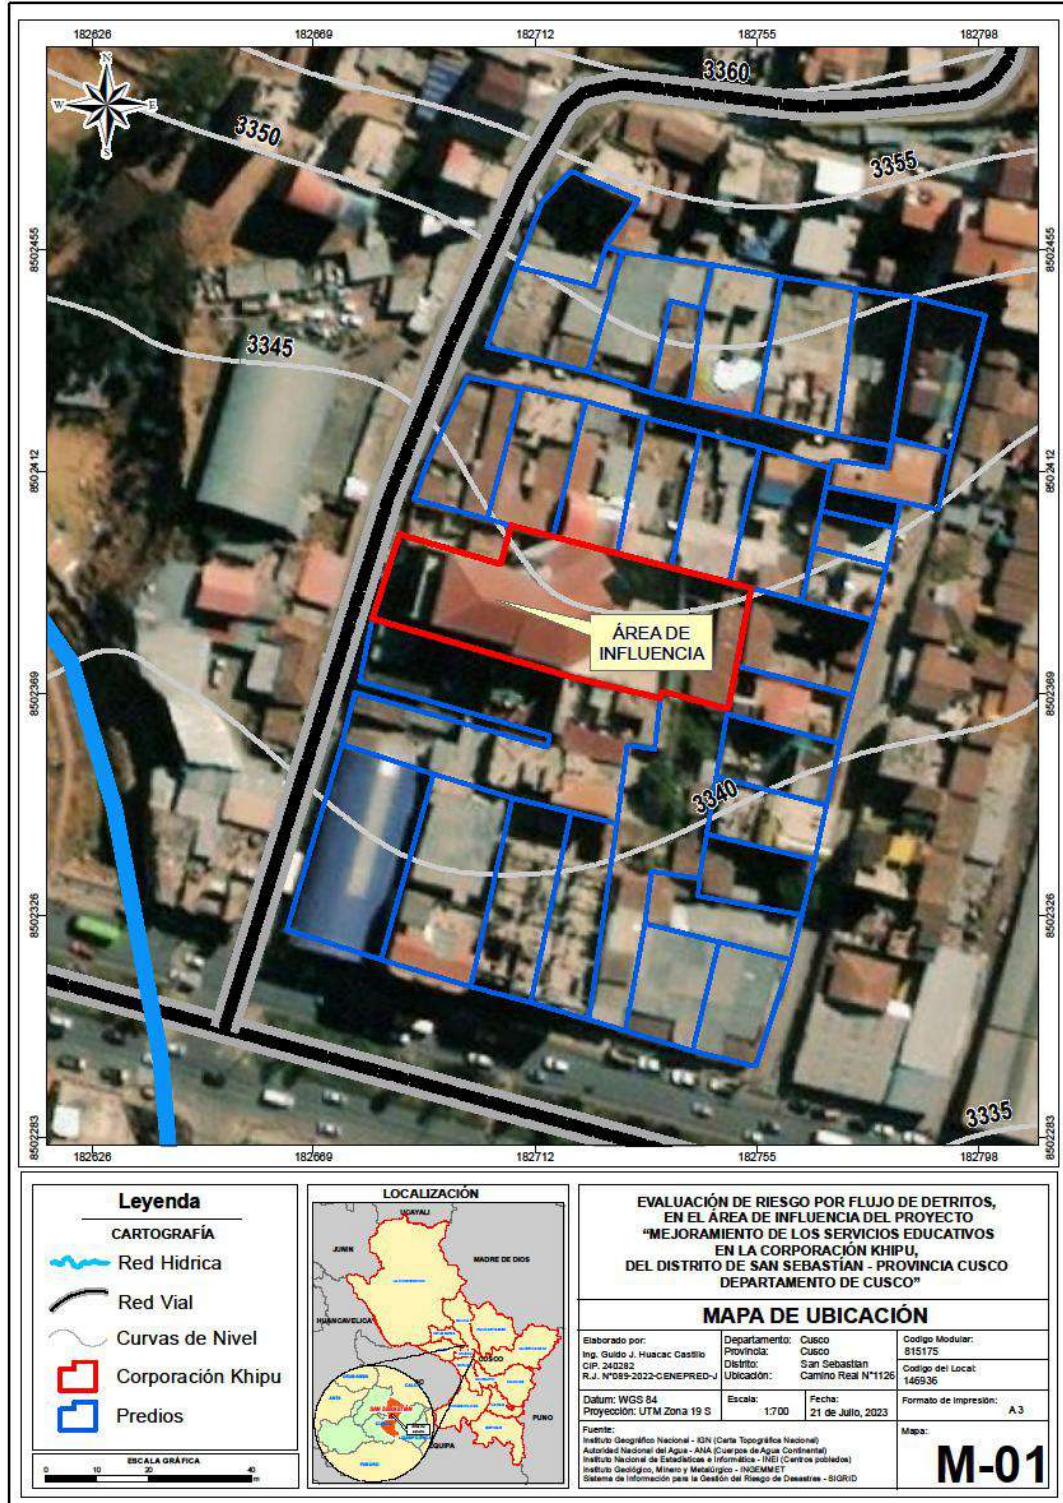 182626 182669 182712 182755 182798
N
W E
S
3360
3350
3355
3345
8502455 8502455
8502412 8502412
ÁREA DE
INFLUENCIA
8502369 8502369
3340
8502326 8502326
3335
8502283 8502283
182626 182669 182712 182755 182798
Leyenda
CARTOGRAFÍA
Red Hidrica
Red Vial
Curvas de Nivel
Corporación Khipu
Predios
ESCALA GRÁFICA
0 10 20 40
m
LOCALIZACIÓN
UCAYALI
JUNIN
MADRE DE DIOS
HUANCAVELICA
CUSCO
PUNO
SAN SEBASTIAN
EVALUACIÓN DE RIESGO POR FLUJO DE DETRITOS,
EN EL ÁREA DE INFLUENCIA DEL PROYECTO
“MEJORAMIENTO DE LOS SERVICIOS EDUCATIVOS
EN LA CORPORACIÓN KHIPU,
DEL DISTRITO DE SAN SEBASTÍAN - PROVINCIA CUSCO
DEPARTAMENTO DE CUSCO”
MAPA DE UBICACIÓN
Elaborado por:
Ing. Guido J. Huacac Castillo
CIP. 240282
R.J. N°089-2022-CENEPRED-J
Departamento: Cusco
Provincia: Cusco
Distrito: San Sebastian
Ubicación: Camino Real N°1126
Codigo Modular:
815175
Codigo del Local:
146936
Datum: WGS 84
Proyección: UTM Zona 19 S
Escala:
1:700
Fecha:
21 de Julio, 2023
Formato de Impresión:
A 3
Fuente:
Instituto Geográfico Nacional - IGN (Carta Topográfica Nacional)
Autoridad Nacional del Agua - ANA (Cuerpos de Agua Continental)
Instituto Nacional de Estadísticas e Informática - INEI (Centros poblados)
Instituto Geológico, Minero y Metalúrgico - INGEMMET
Sistema de Información para la Gestión del Riesgo de Desastres - SIGRID
Mapa:
M-01